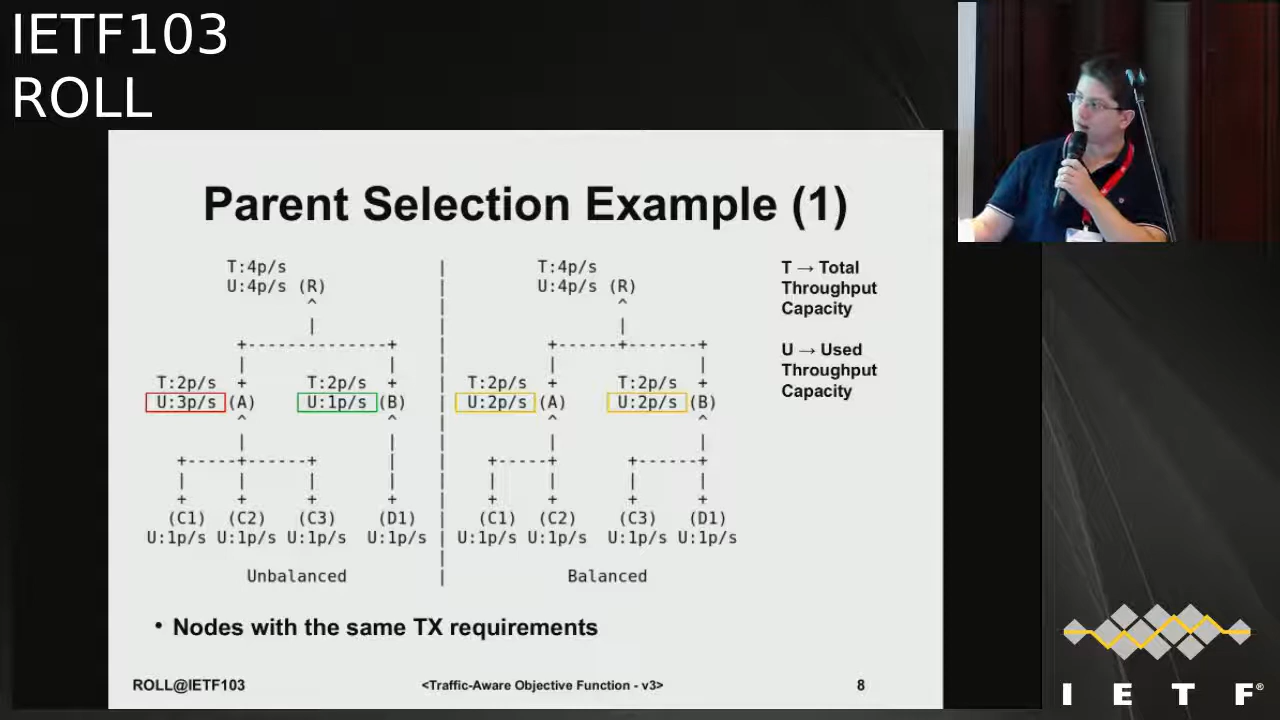 IETF103
ROLL
Parent Selection Example (1)
T:4p/s | T:4p/s
U:4p/s (R) | U:4p/s (R)
^ | ^
| | |
+--------------+ | +------+-------+
| | | | |
T:2p/s + T:2p/s + | T:2p/s + T:2p/s +
U:3p/s (A) U:1p/s (B) | U:2p/s (A) U:2p/s (B)
^ ^ | ^ ^
| | | | |
+-----+------+ | | +-----+ +------+
| | | | | | | | |
+ + + + | + + + +
(C1) (C2) (C3) (D1) | (C1) (C2) (C3) (D1)
U:1p/s U:1p/s U:1p/s U:1p/s | U:1p/s U:1p/s U:1p/s U:1p/s
Unbalanced | Balanced
T → Total
Throughput
Capacity
U → Used
Throughput
Capacity
• Nodes with the same TX requirements
ROLL@IETF103 <Traffic-Aware Objective Function - v3> 8
I E T F®